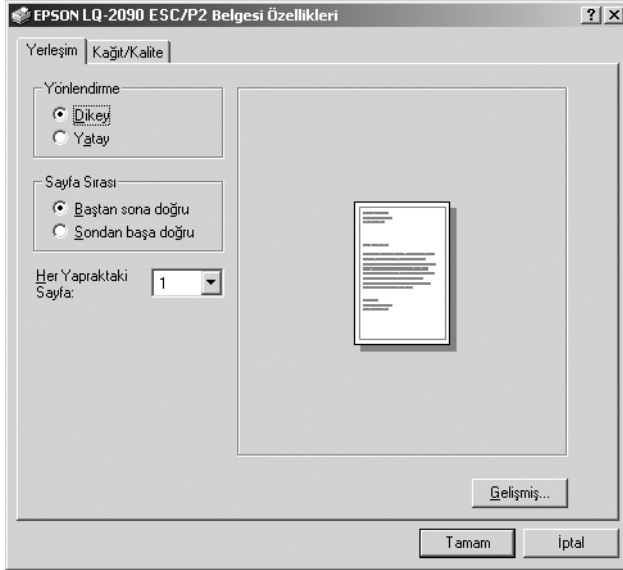 EPSON LQ-2090 ESC/P2 Belgesi Özellikleri
Yerleşim
Kağıt/Kalite
Yönlendirme
Dikey
Yatay
Sayfa Sırası
Baştan sona doğru
Sondan başa doğru
Her Yapraktaki
Sayfa:
1
Gelişmiş...
Tamam
İptal